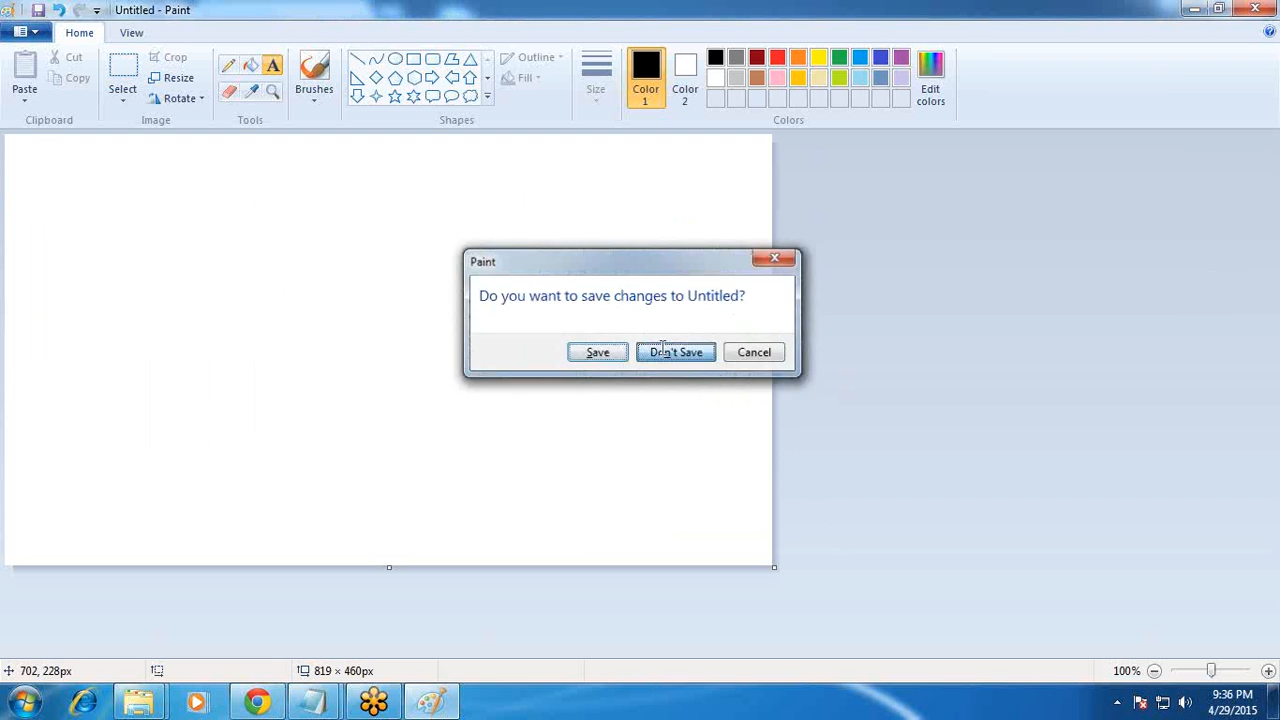 Untitled - Paint
Home View
Paste
Cut
Copy
Clipboard
Select
Crop
Resize
Rotate
Image
Tools
Brushes
Shapes
Outline
Fill
Size
Color 1
Color 2
Colors
Edit colors
Paint
Do you want to save changes to Untitled?
Save Don't Save Cancel
702, 228px
819 × 460px
100%
9:36 PM
4/29/2015